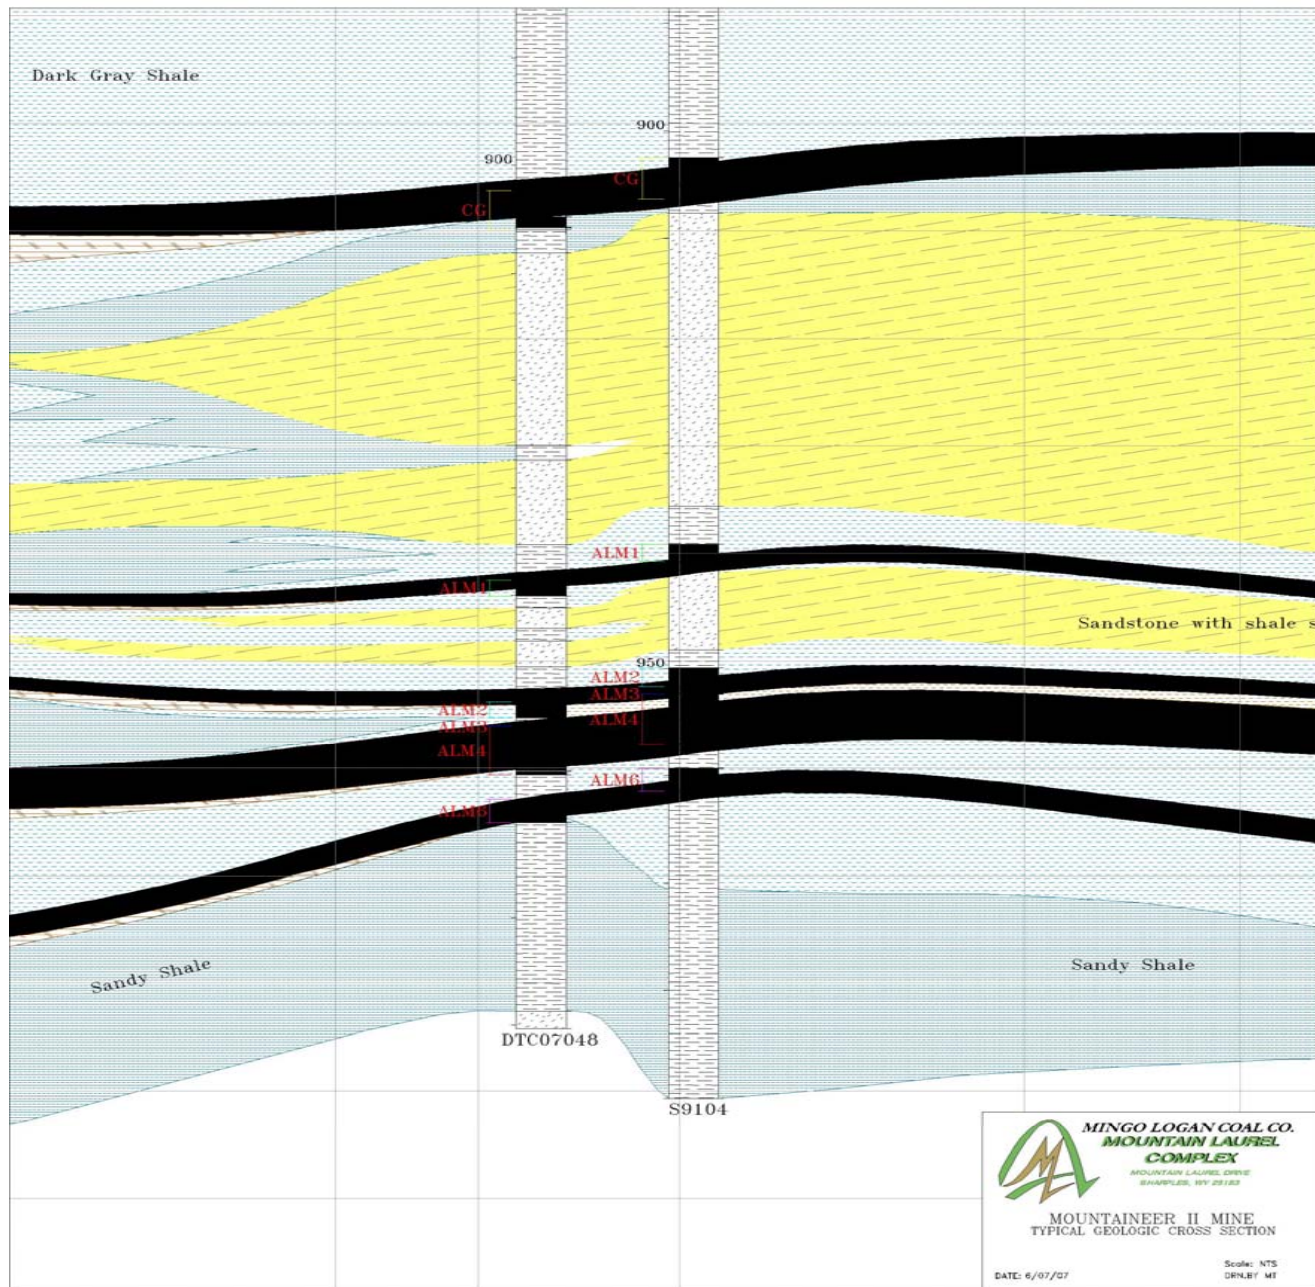 Dark Gray Shale
900
900
CG
CG
ALM1
ALM1
Sandstone with shale s
950
ALM2
ALM3
ALM4
ALM2
ALM3
ALM4
ALM6
ALM6
Sandy Shale
Sandy Shale
DTC07048
S9104
MINGO LOGAN COAL CO.
MOUNTAIN LAUREL
COMPLEX
MOUNTAIN LAUREL DRIVE
SHARPLES, WV 25183
MOUNTAINEER II MINE
TYPICAL GEOLOGIC CROSS SECTION
Scale: NTS
DATE: 6/07/07
DRN.BY MT